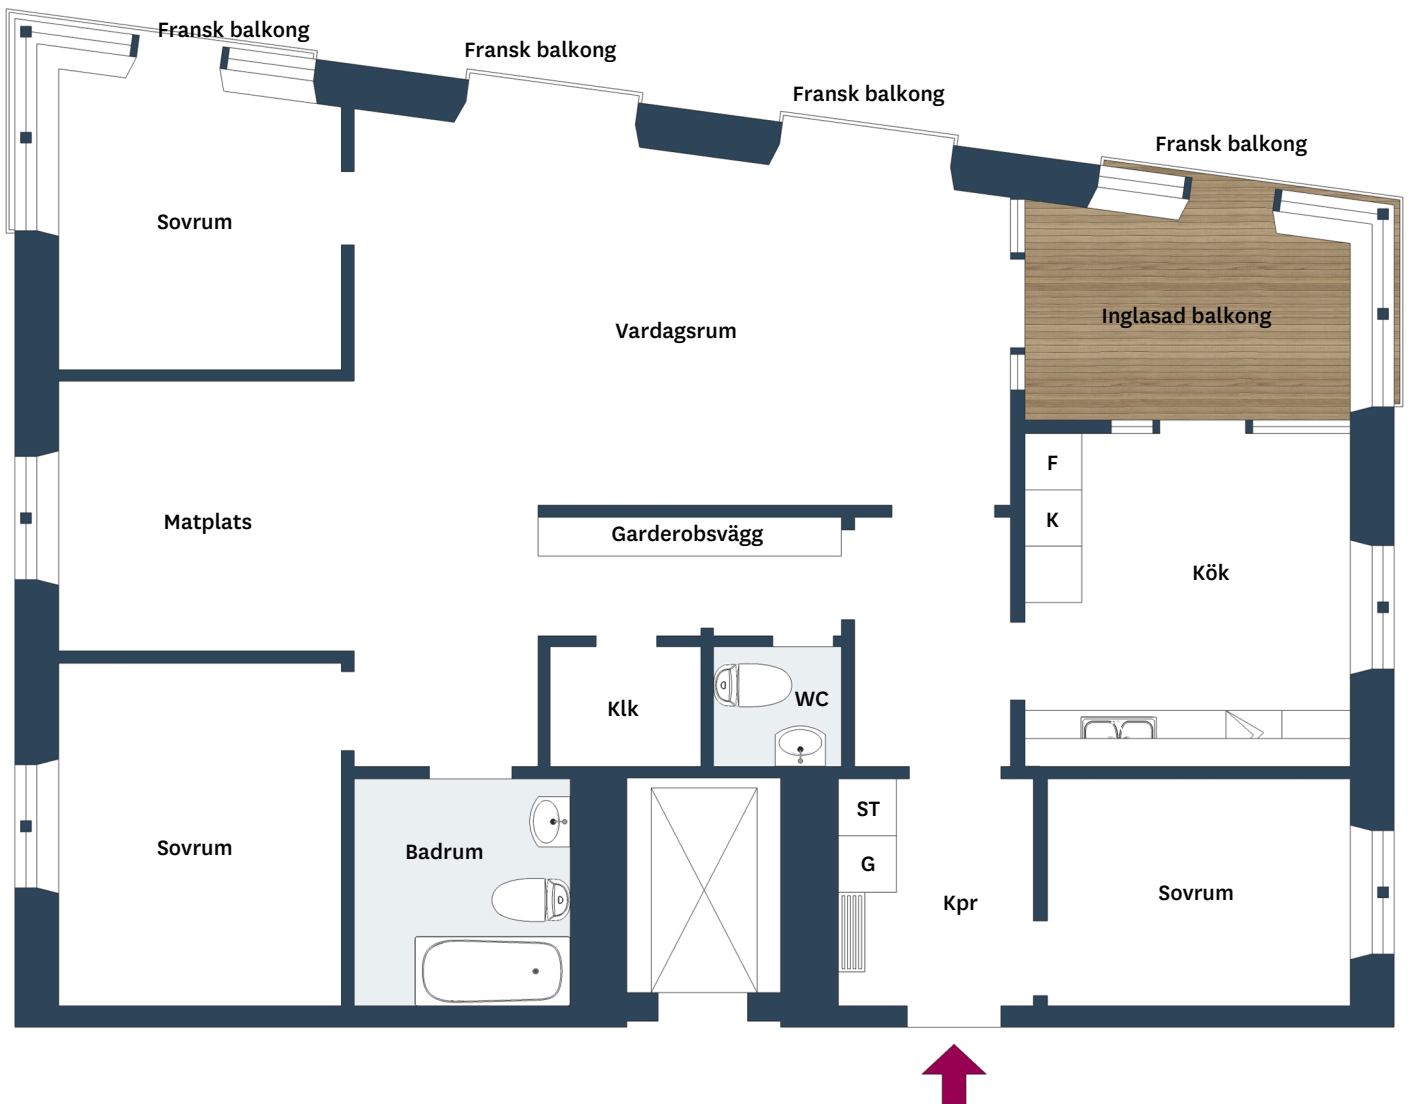 Fransk balkong
Fransk balkong
Fransk balkong
Fransk balkong
Sovrum
Vardagsrum
Inglasad balkong
F
K
Matplats
Garderobsvägg
Kök
Klk
WC
ST
G
Sovrum
Badrum
Kpr
Sovrum